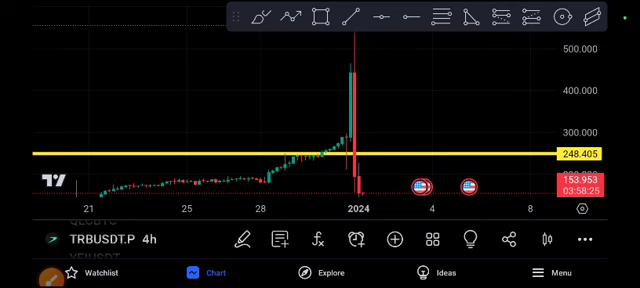 500.000
400.000
300.000
248.405
153.953
03:58:25
21 25 28 2024 4 8
TRBUSDT.P 4h
Watchlist Chart Explore Ideas Menu